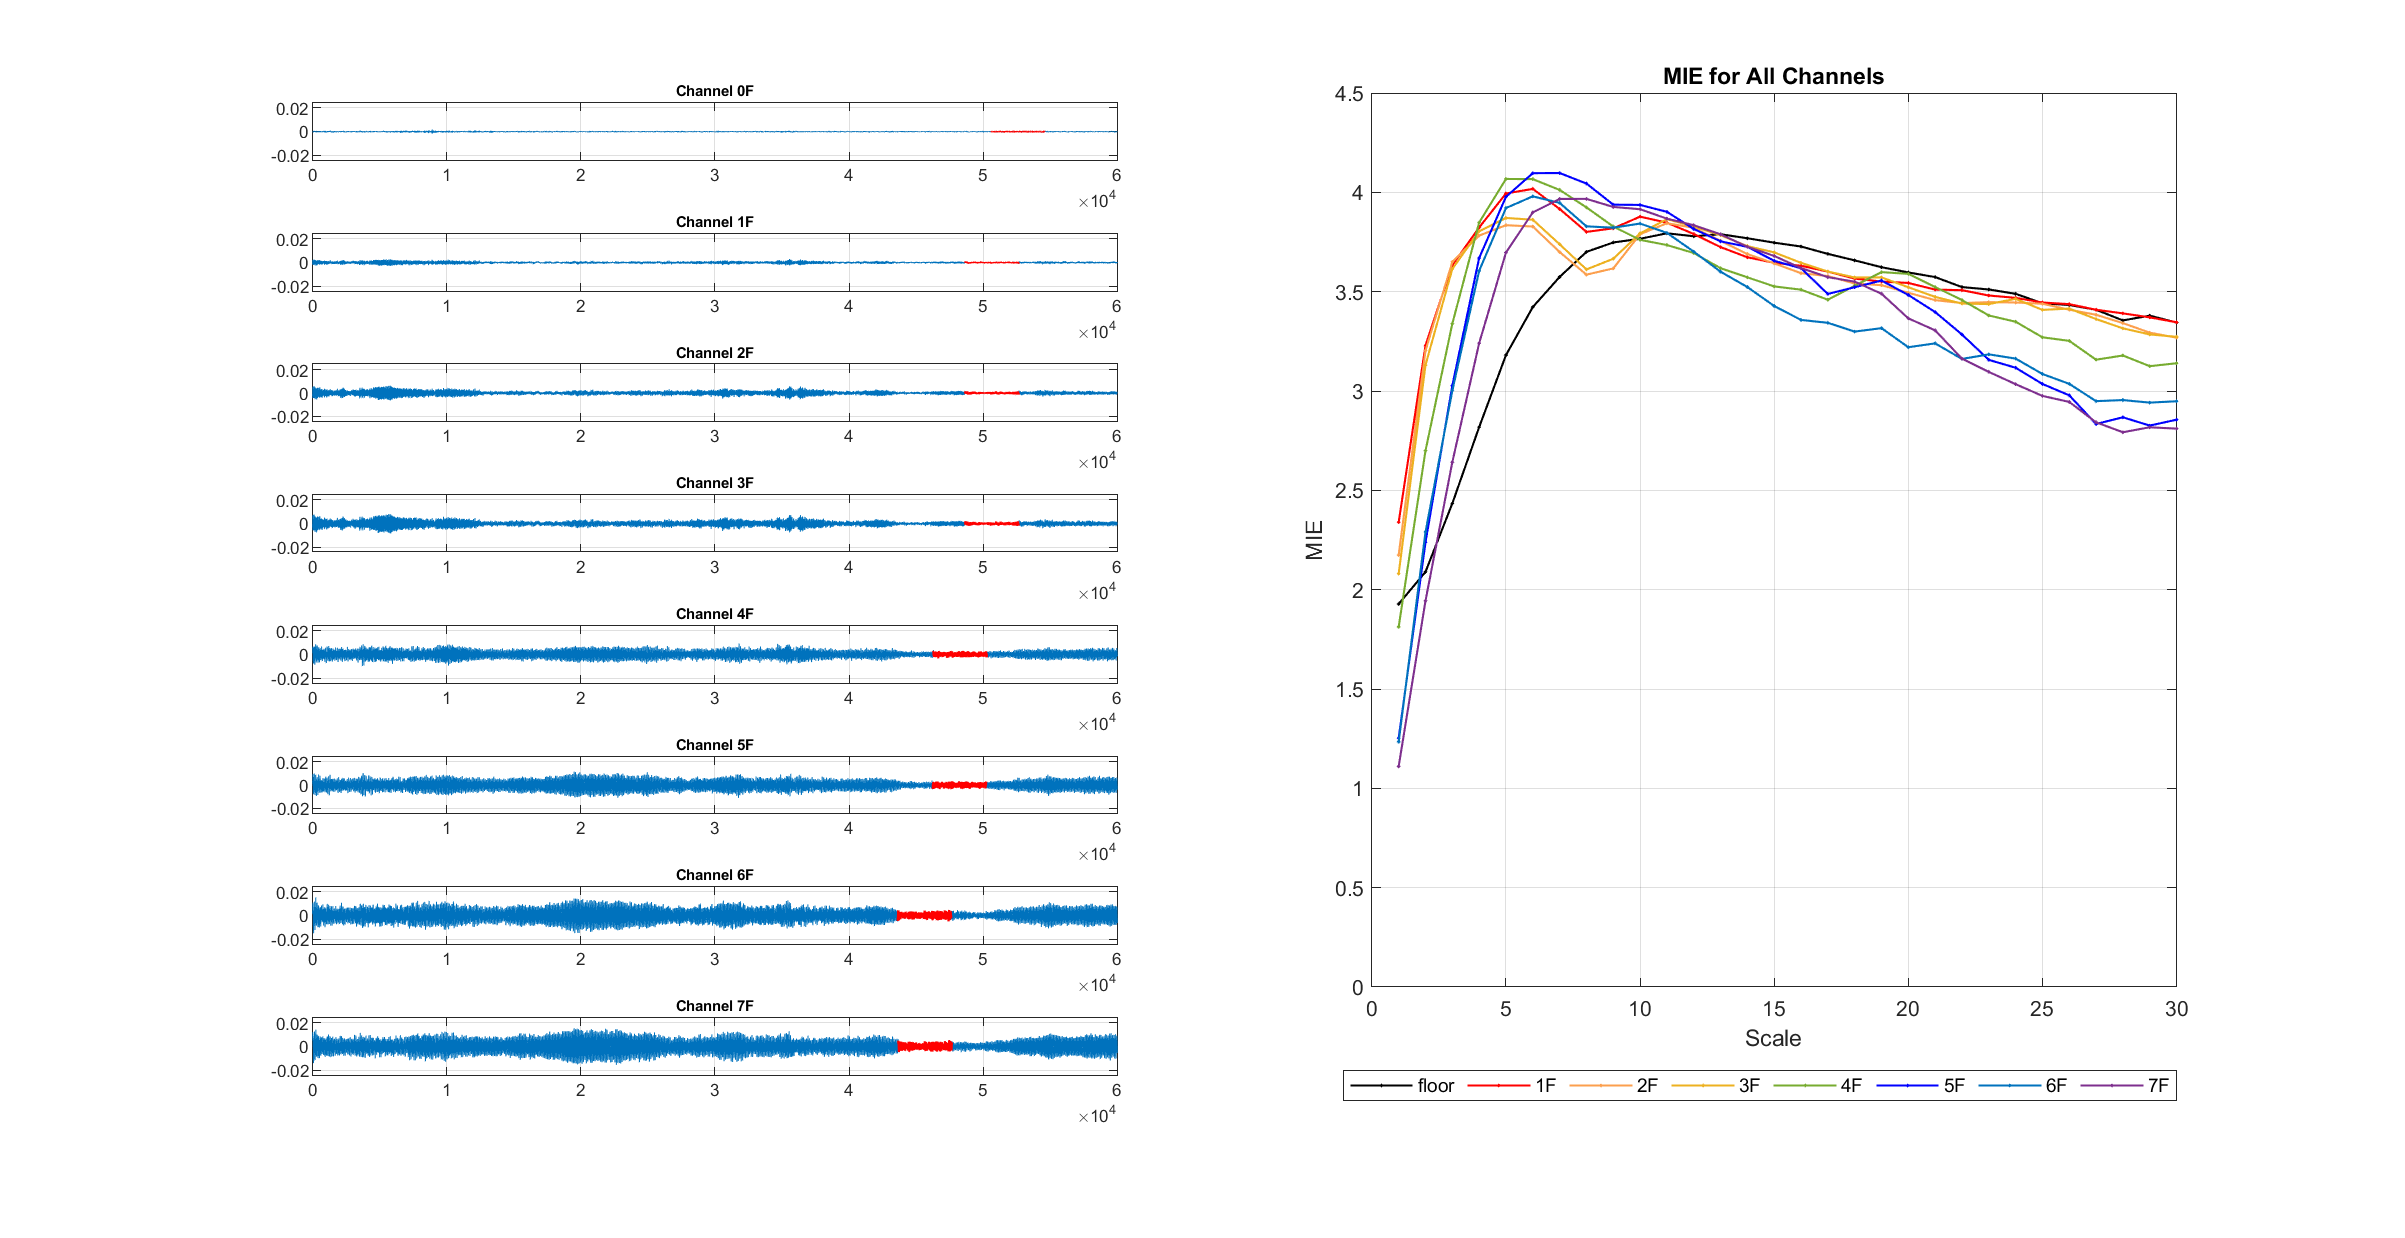 Channel 0F
0.02
0
-0.02
0 1 2 3 4 5 6
×10^4
Channel 1F
0.02
0
-0.02
0 1 2 3 4 5 6
×10^4
Channel 2F
0.02
0
-0.02
0 1 2 3 4 5 6
×10^4
Channel 3F
0.02
0
-0.02
0 1 2 3 4 5 6
×10^4
Channel 4F
0.02
0
-0.02
0 1 2 3 4 5 6
×10^4
Channel 5F
0.02
0
-0.02
0 1 2 3 4 5 6
×10^4
Channel 6F
0.02
0
-0.02
0 1 2 3 4 5 6
×10^4
Channel 7F
0.02
0
-0.02
0 1 2 3 4 5 6
×10^4
MIE for All Channels
4.5
4
3.5
3
2.5
2
1.5
1
0.5
0
MIE
0 5 10 15 20 25 30
Scale
floor 1F 2F 3F 4F 5F 6F 7F